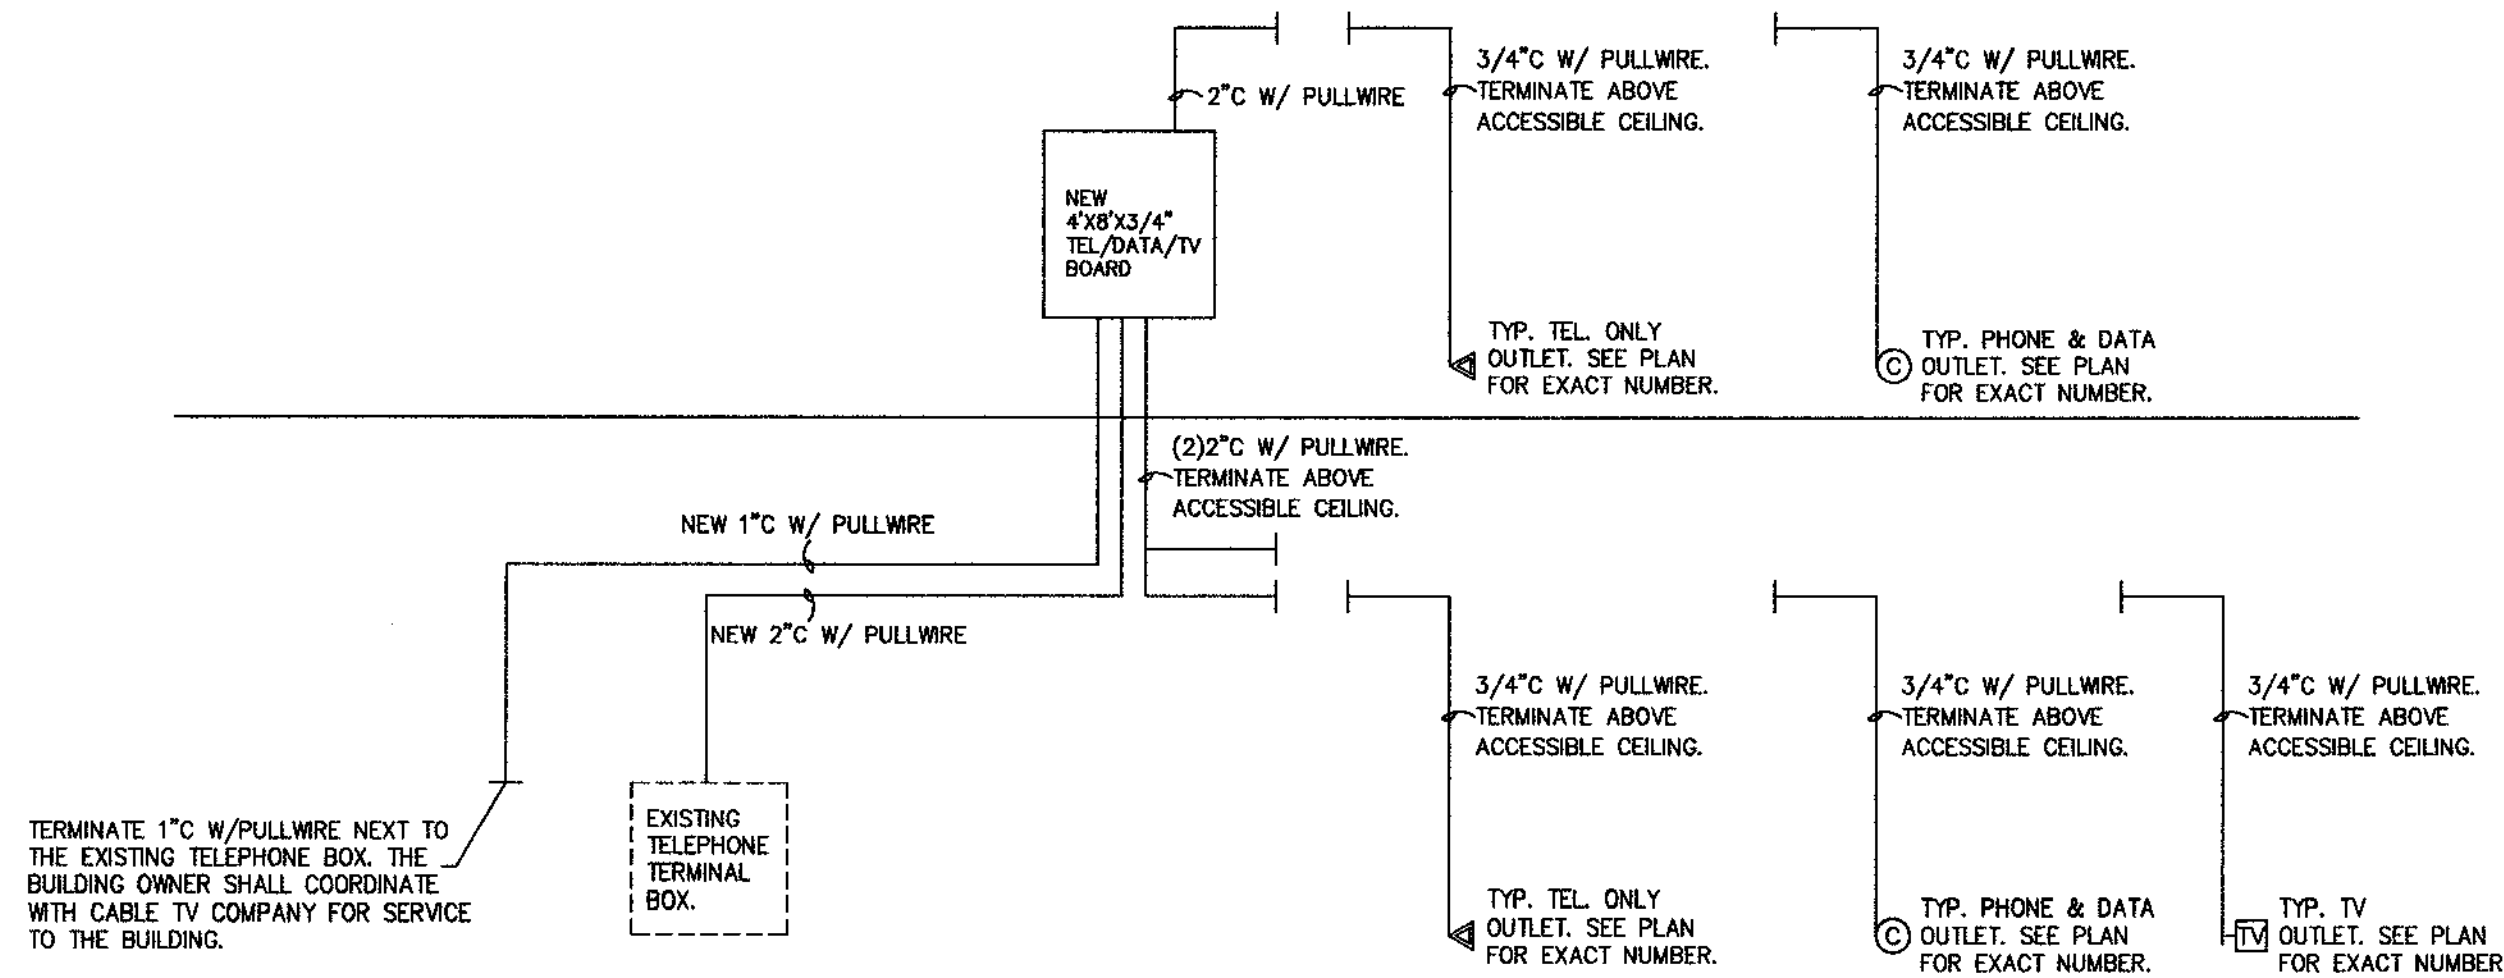 3/4"C W/ PULLWIRE.
TERMINATE ABOVE
ACCESSIBLE CEILING.
3/4"C W/ PULLWIRE.
TERMINATE ABOVE
ACCESSIBLE CEILING.
2"C W/ PULLWIRE
NEW
4'X8'X3/4"
TEL/DATA/TV
BOARD
TYP. TEL. ONLY
OUTLET. SEE PLAN
FOR EXACT NUMBER.
C
TYP. PHONE & DATA
OUTLET. SEE PLAN
FOR EXACT NUMBER.
(2)2"C W/ PULLWIRE.
TERMINATE ABOVE
ACCESSIBLE CEILING.
NEW 1"C W/ PULLWIRE
NEW 2"C W/ PULLWIRE
3/4"C W/ PULLWIRE.
TERMINATE ABOVE
ACCESSIBLE CEILING.
3/4"C W/ PULLWIRE.
TERMINATE ABOVE
ACCESSIBLE CEILING.
3/4"C W/ PULLWIRE.
TERMINATE ABOVE
ACCESSIBLE CEILING.
TERMINATE 1"C W/PULLWIRE NEXT TO
THE EXISTING TELEPHONE BOX. THE
BUILDING OWNER SHALL COORDINATE
WITH CABLE TV COMPANY FOR SERVICE
TO THE BUILDING.
EXISTING
TELEPHONE
TERMINAL
BOX.
TYP. TEL. ONLY
OUTLET. SEE PLAN
FOR EXACT NUMBER.
C
TYP. PHONE & DATA
OUTLET. SEE PLAN
FOR EXACT NUMBER.
TV
TYP. TV
OUTLET. SEE PLAN
FOR EXACT NUMBER